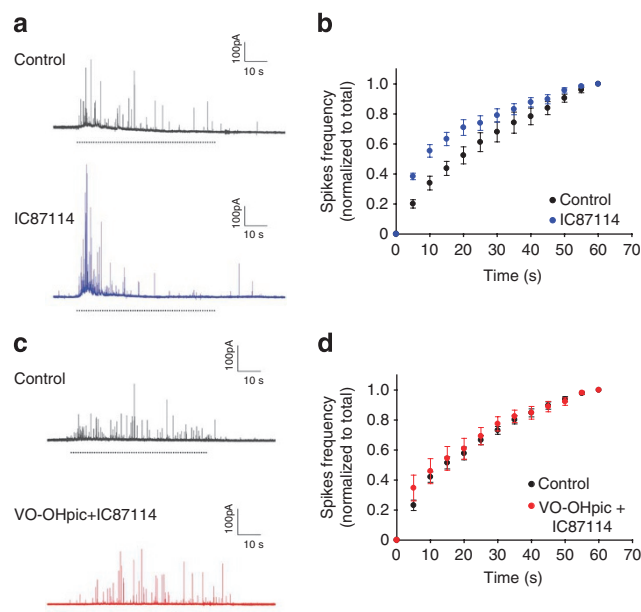 a
Control
100pA
10 s
IC87114
100pA
10 s
b
Spikes frequency
(normalized to total)
1.0
0.8
0.6
0.4
0.2
0
0 10 20 30 40 50 60 70
Time (s)
Control
IC87114
c
Control
100pA
10 s
VO-OHpic+IC87114
100pA
10 s
d
Spikes frequency
(normalized to total)
1.0
0.8
0.6
0.4
0.2
0
0 10 20 30 40 50 60 70
Time (s)
Control
VO-OHpic +
IC87114